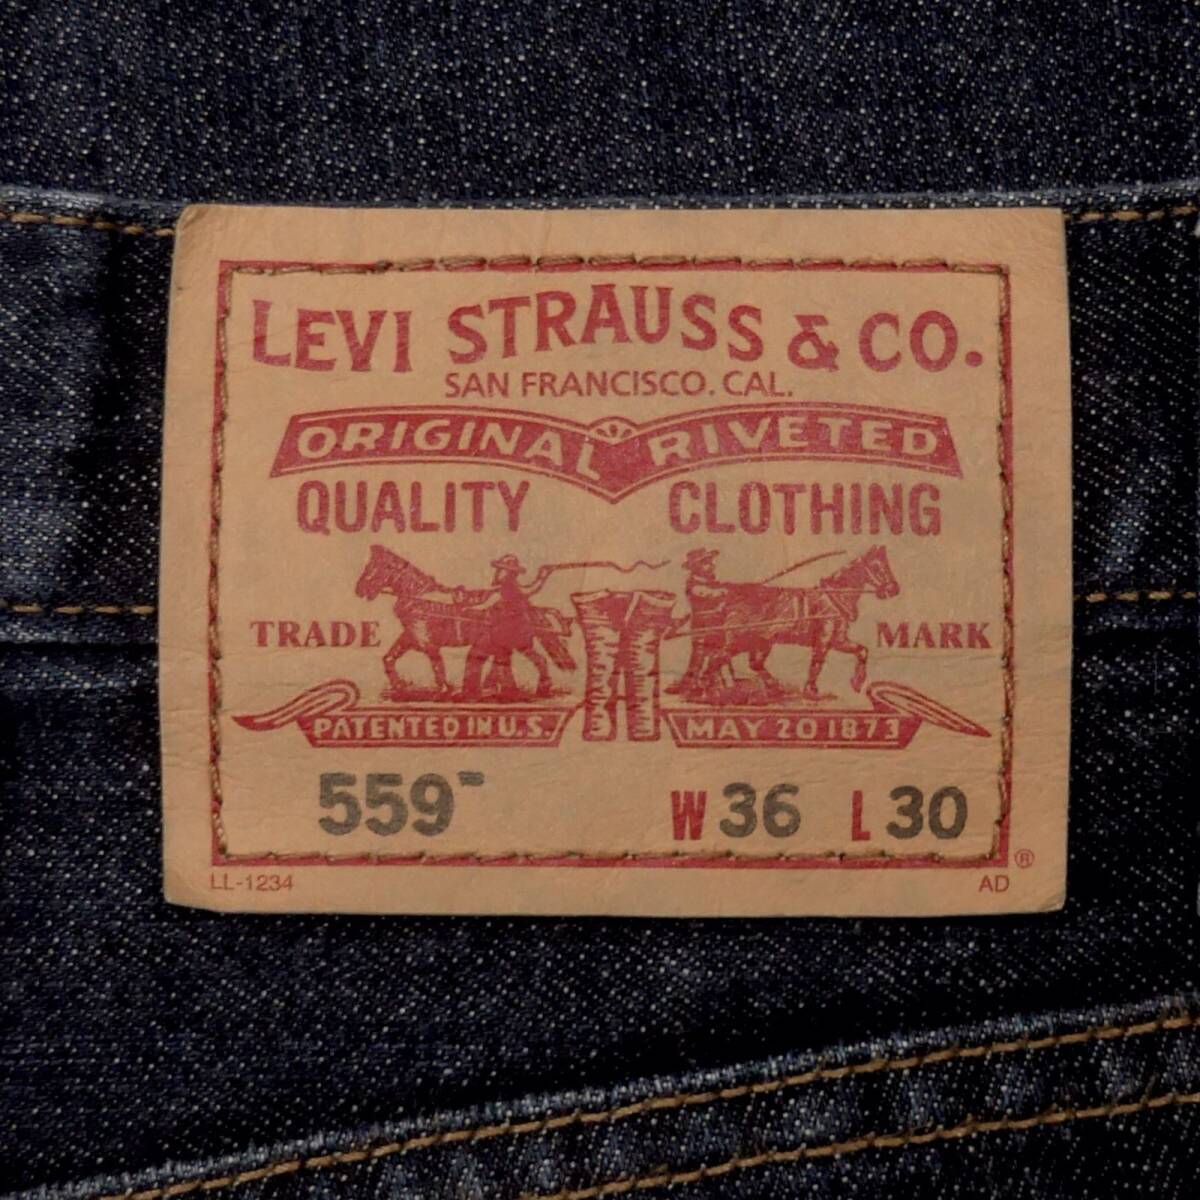 LEVI STRAUSS & CO.
SAN FRANCISCO. CAL.
ORIGINAL RIVETED
QUALITY CLOTHING
TRADE MARK
PATENTED IN U.S. MAY 20 1873
559™ W 36 L 30
®
LL-1234 AD